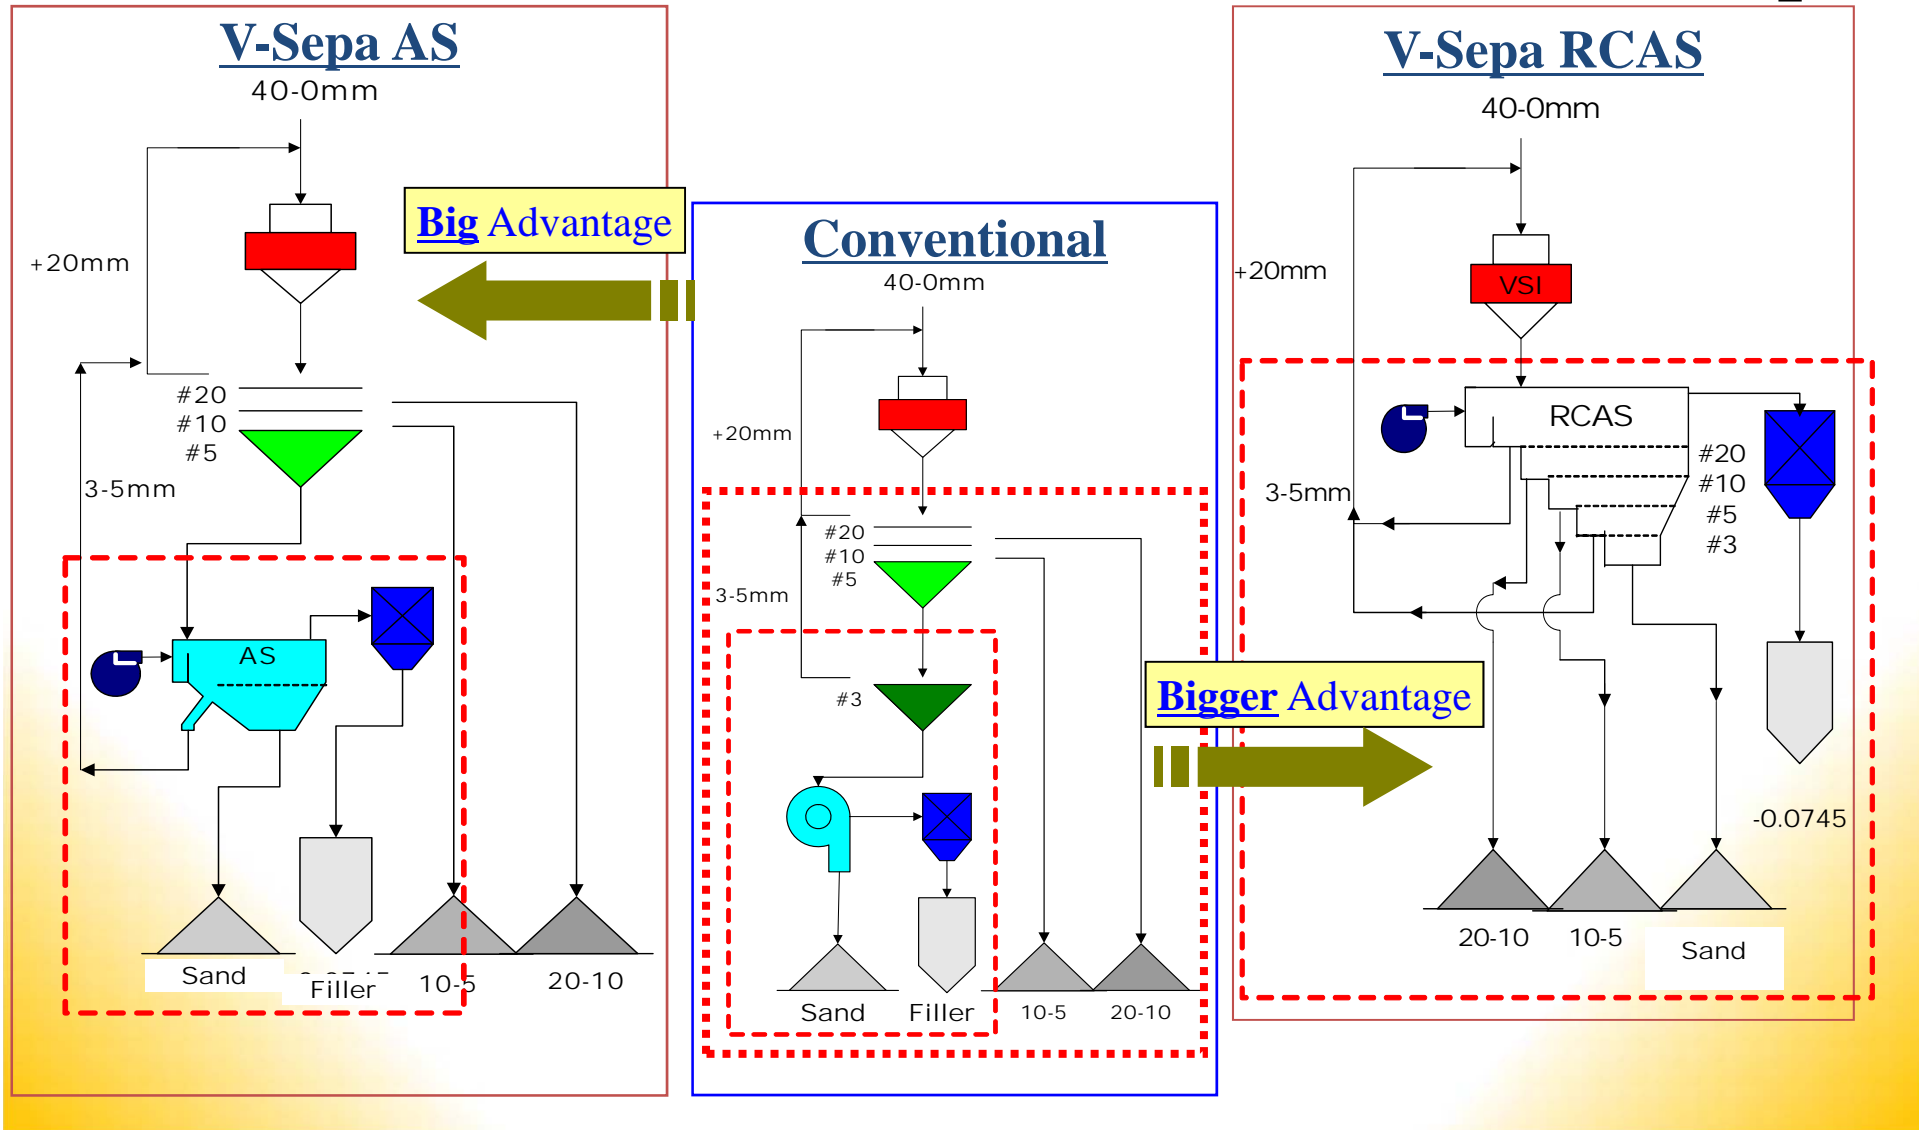 V-Sepa AS
40-0mm
+20mm
#20
#10
#5
3-5mm
AS
Sand
Filler
10-5
20-10
Big Advantage
Conventional
40-0mm
+20mm
#20
#10
#5
3-5mm
#3
Sand
Filler
10-5
20-10
Bigger Advantage
V-Sepa RCAS
40-0mm
+20mm
VSI
RCAS
#20
#10
#5
#3
3-5mm
-0.0745
20-10
10-5
Sand